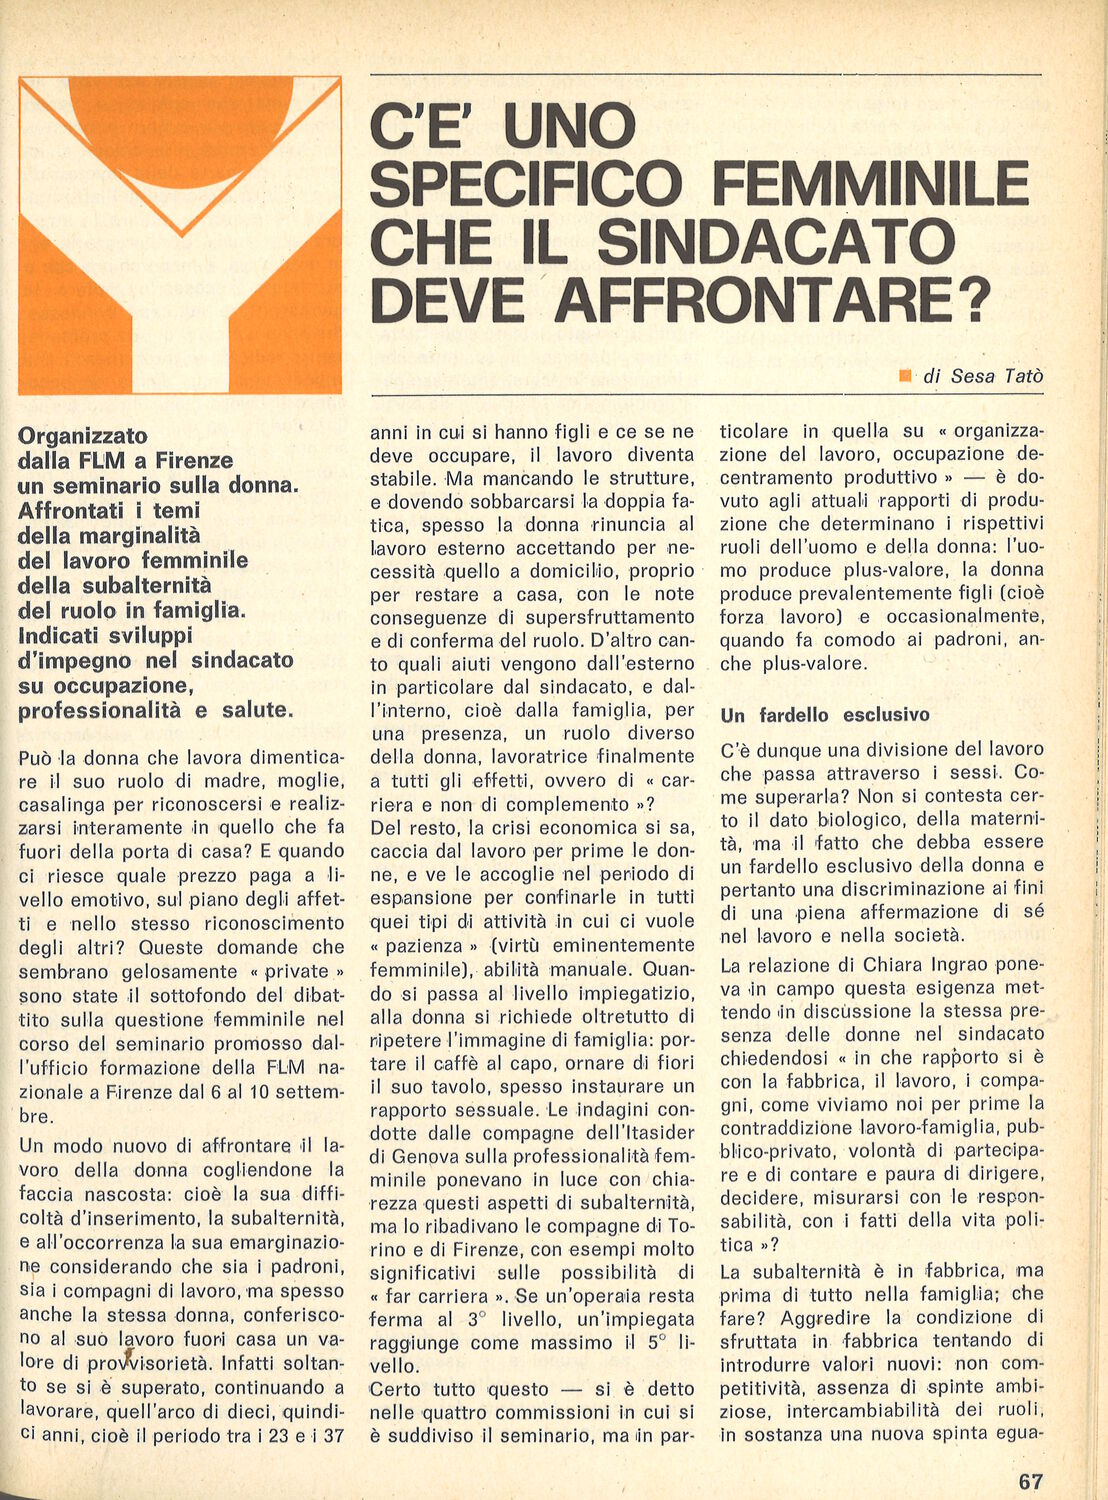 C'E' UNO
SPECIFICO FEMMINILE
CHE IL SINDACATO
DEVE AFFRONTARE?
di Sesa Tatò
Organizzato
dalla FLM a Firenze
un seminario sulla donna.
Affrontati i temi
della marginalità
del lavoro femminile
della subalternità
del ruolo in famiglia.
Indicati sviluppi
d'impegno nel sindacato
su occupazione,
professionalità e salute.
Può la donna che lavora dimentica-
re il suo ruolo di madre, moglie,
casalinga per riconoscersi e realiz-
zarsi interamente in quello che fa
fuori della porta di casa? E quando
ci riesce quale prezzo paga a li-
vello emotivo, sul piano degli affet-
ti e nello stesso riconoscimento
degli altri? Queste domande che
sembrano gelosamente « private »
sono state il sottofondo del dibat-
tito sulla questione femminile nel
corso del seminario promosso dal-
l'ufficio formazione della FLM na-
zionale a Firenze dal 6 al 10 settem-
bre.
Un modo nuovo di affrontare il la-
voro della donna cogliendone la
faccia nascosta: cioè la sua diffi-
coltà d'inserimento, la subalternità,
e all'occorrenza la sua emarginazio-
ne considerando che sia i padroni,
sia i compagni di lavoro, ma spesso
anche la stessa donna, conferisco-
no al suo lavoro fuori casa un va-
lore di provvisorietà. Infatti soltan-
to se si è superato, continuando a
lavorare, quell'arco di dieci, quindi-
ci anni, cioè il periodo tra i 23 e i 37
anni in cui si hanno figli e ce se ne
deve occupare, il lavoro diventa
stabile. Ma mancando le strutture,
e dovendo sobbarcarsi la doppia fa-
tica, spesso la donna rinuncia al
lavoro esterno accettando per ne-
cessità quello a domicilio, proprio
per restare a casa, con le note
conseguenze di supersfruttamento
e di conferma del ruolo. D'altro can-
to quali aiuti vengono dall'esterno
in particolare dal sindacato, e dal-
l'interno, cioè dalla famiglia, per
una presenza, un ruolo diverso
della donna, lavoratrice finalmente
a tutti gli effetti, ovvero di « car-
riera e non di complemento »?
Del resto, la crisi economica si sa,
caccia dal lavoro per prime le don-
ne, e ve le accoglie nel periodo di
espansione per confinarle in tutti
quei tipi di attività in cui ci vuole
« pazienza » (virtù eminentemente
femminile), abilità manuale. Quan-
do si passa al livello impiegatizio,
alla donna si richiede oltretutto di
ripetere l'immagine di famiglia: por-
tare il caffè al capo, ornare di fiori
il suo tavolo, spesso instaurare un
rapporto sessuale. Le indagini con-
dotte dalle compagne dell'Itasider
di Genova sulla professionalità fem-
minile ponevano in luce con chia-
rezza questi aspetti di subalternità,
ma lo ribadivano le compagne di To-
rino e di Firenze, con esempi molto
significativi sulle possibilità di
« far carriera ». Se un'operaia resta
ferma al 3° livello, un'impiegata
raggiunge come massimo il 5° li-
vello.
Certo tutto questo — si è detto
nelle quattro commissioni in cui si
è suddiviso il seminario, ma in par-
ticolare in quella su « organizza-
zione del lavoro, occupazione de-
centramento produttivo » — è do-
vuto agli attuali rapporti di produ-
zione che determinano i rispettivi
ruoli dell'uomo e della donna: l'uo-
mo produce plus-valore, la donna
produce prevalentemente figli (cioè
forza lavoro) e occasionalmente,
quando fa comodo ai padroni, an-
che plus-valore.
Un fardello esclusivo
C'è dunque una divisione del lavoro
che passa attraverso i sessi. Co-
me superarla? Non si contesta cer-
to il dato biologico, della materni-
tà, ma il fatto che debba essere
un fardello esclusivo della donna e
pertanto una discriminazione ai fini
di una piena affermazione di sé
nel lavoro e nella società.
La relazione di Chiara Ingrao pone-
va in campo questa esigenza met-
tendo in discussione la stessa pre-
senza delle donne nel sindacato
chiedendosi « in che rapporto si è
con la fabbrica, il lavoro, i compa-
gni, come viviamo noi per prime la
contraddizione lavoro-famiglia, pub-
blico-privato, volontà di partecipa-
re e di contare e paura di dirigere,
decidere, misurarsi con le respon-
sabilità, con i fatti della vita poli-
tica »?
La subalternità è in fabbrica, ma
prima di tutto nella famiglia; che
fare? Aggredire la condizione di
sfruttata in fabbrica tentando di
introdurre valori nuovi: non com-
petitività, assenza di spinte ambi-
ziose, intercambiabilità dei ruoli,
in sostanza una nuova spinta egua-
67